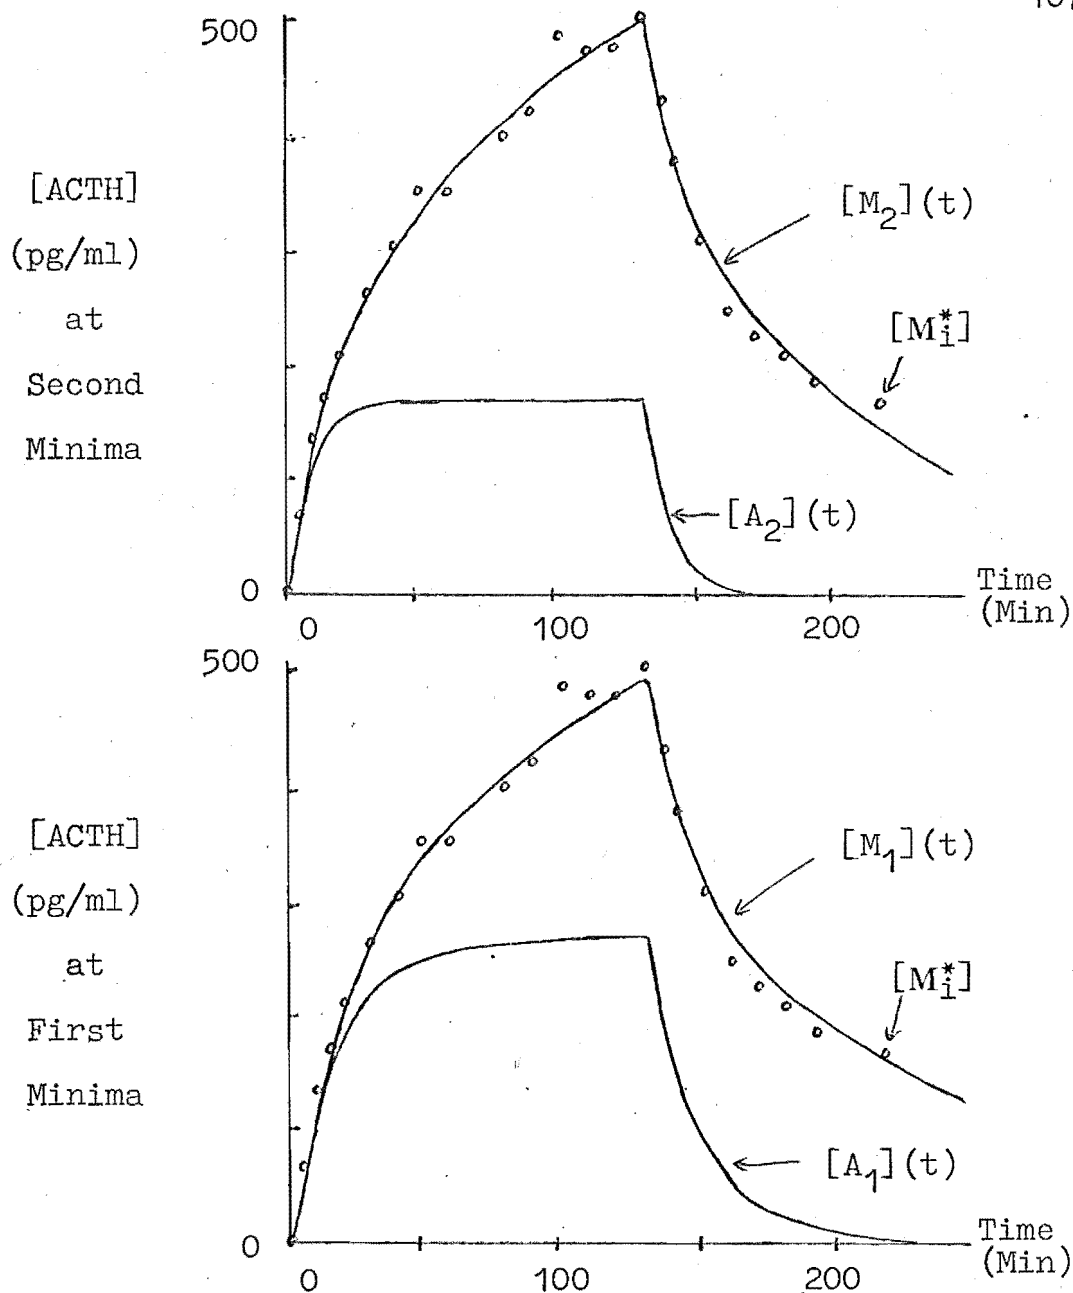 500
[ACTH]
(pg/ml)
at
Second
Minima
[M2](t)
[M*i]
[A2](t)
0
Time
(Min)
0 100 200
500
[ACTH]
(pg/ml)
at
First
Minima
[M1](t)
[M*i]
[A1](t)
0
Time
(Min)
0 100 200